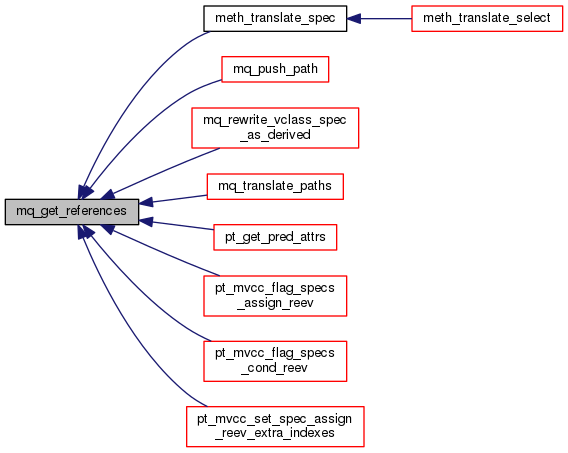 meth_translate_spec
meth_translate_select
mq_push_path
mq_rewrite_vclass_spec
_as_derived
mq_translate_paths
mq_get_references
pt_get_pred_attrs
pt_mvcc_flag_specs
_assign_reev
pt_mvcc_flag_specs
_cond_reev
pt_mvcc_set_spec_assign
_reev_extra_indexes